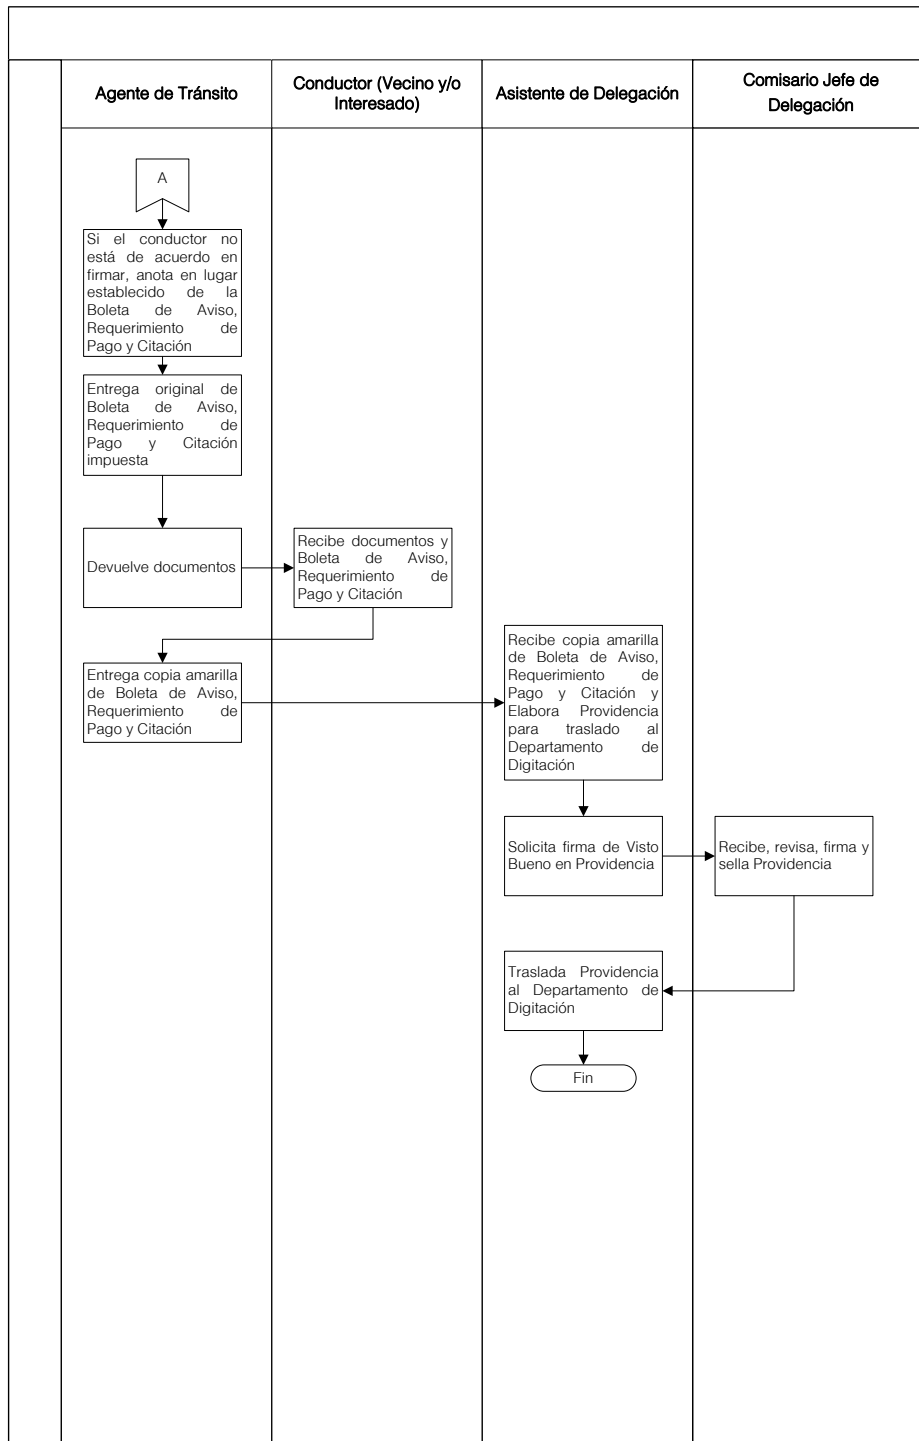 Agente de Tránsito
Conductor (Vecino y/o
Interesado)
Asistente de Delegación
Comisario Jefe de
Delegación
A
Si el conductor no
está de acuerdo en
firmar, anota en lugar
establecido de la
Boleta de Aviso,
Requerimiento de
Pago y Citación
Entrega original de
Boleta de Aviso,
Requerimiento de
Pago y Citación
impuesta
Devuelve documentos
Recibe documentos y
Boleta de Aviso,
Requerimiento de
Pago y Citación
Entrega copia amarilla
de Boleta de Aviso,
Requerimiento de
Pago y Citación
Recibe copia amarilla
de Boleta de Aviso,
Requerimiento de
Pago y Citación y
Elabora Providencia
para traslado al
Departamento de
Digitación
Solicita firma de Visto
Bueno en Providencia
Recibe, revisa, firma y
sella Providencia
Traslada Providencia
al Departamento de
Digitación
Fin